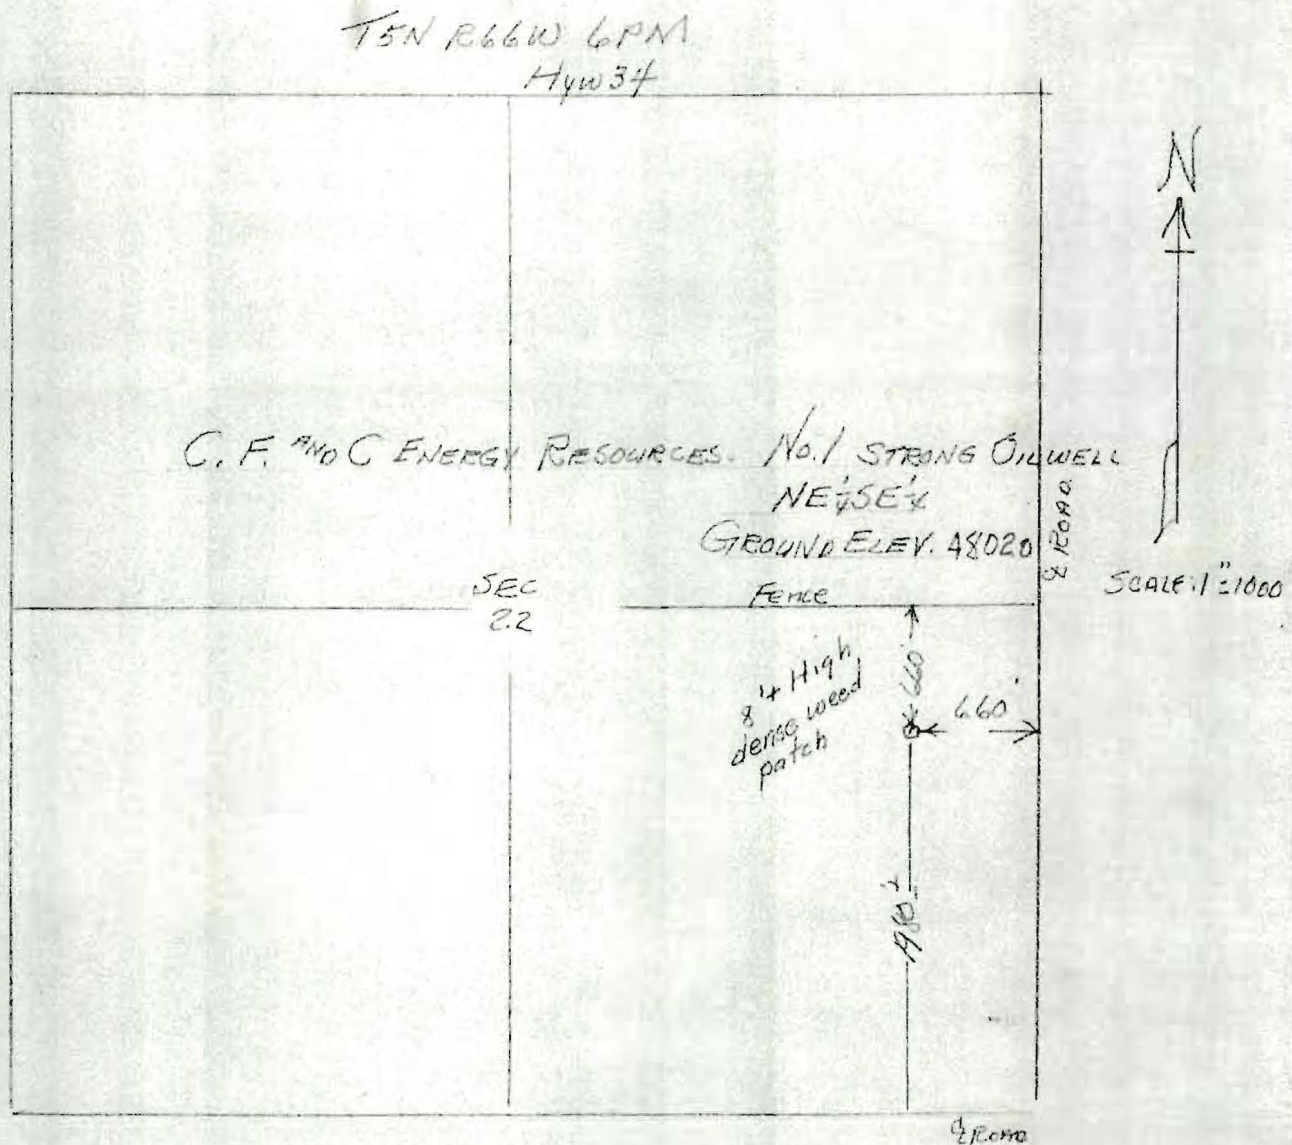 T5N R66W 6PM
Hyw 34
N
C. F. AND C ENERGY RESOURCES. No. 1 STRONG OILWELL
NE¼SE¼
GROUND ELEV. 48020
℄ ROAD
SCALE: 1"=1000
SEC
22
Fence
8'+ High
dense weed
patch
660'
660'
℄ Road